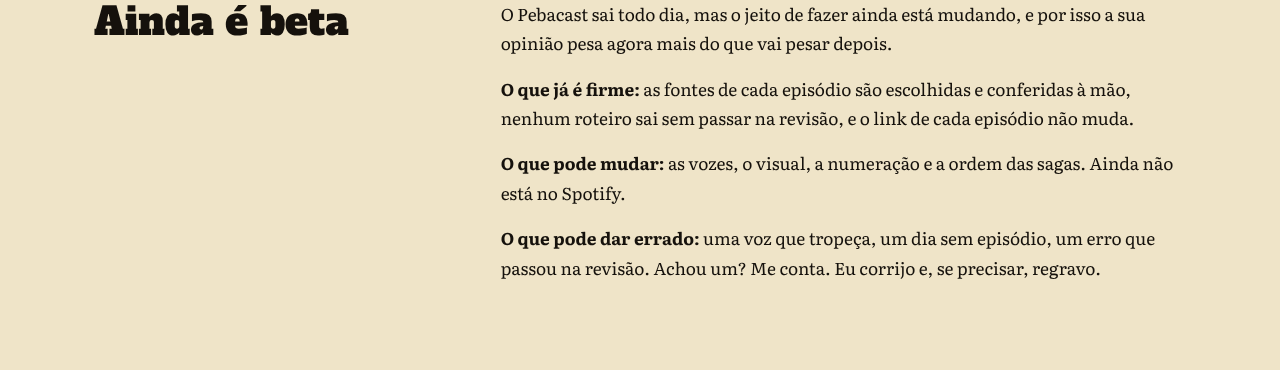 Ainda é beta
O Pebacast sai todo dia, mas o jeito de fazer ainda está mudando, e por isso a sua
opinião pesa agora mais do que vai pesar depois.
O que já é firme: as fontes de cada episódio são escolhidas e conferidas à mão,
nenhum roteiro sai sem passar na revisão, e o link de cada episódio não muda.
O que pode mudar: as vozes, o visual, a numeração e a ordem das sagas. Ainda não
está no Spotify.
O que pode dar errado: uma voz que tropeça, um dia sem episódio, um erro que
passou na revisão. Achou um? Me conta. Eu corrijo e, se precisar, regravo.